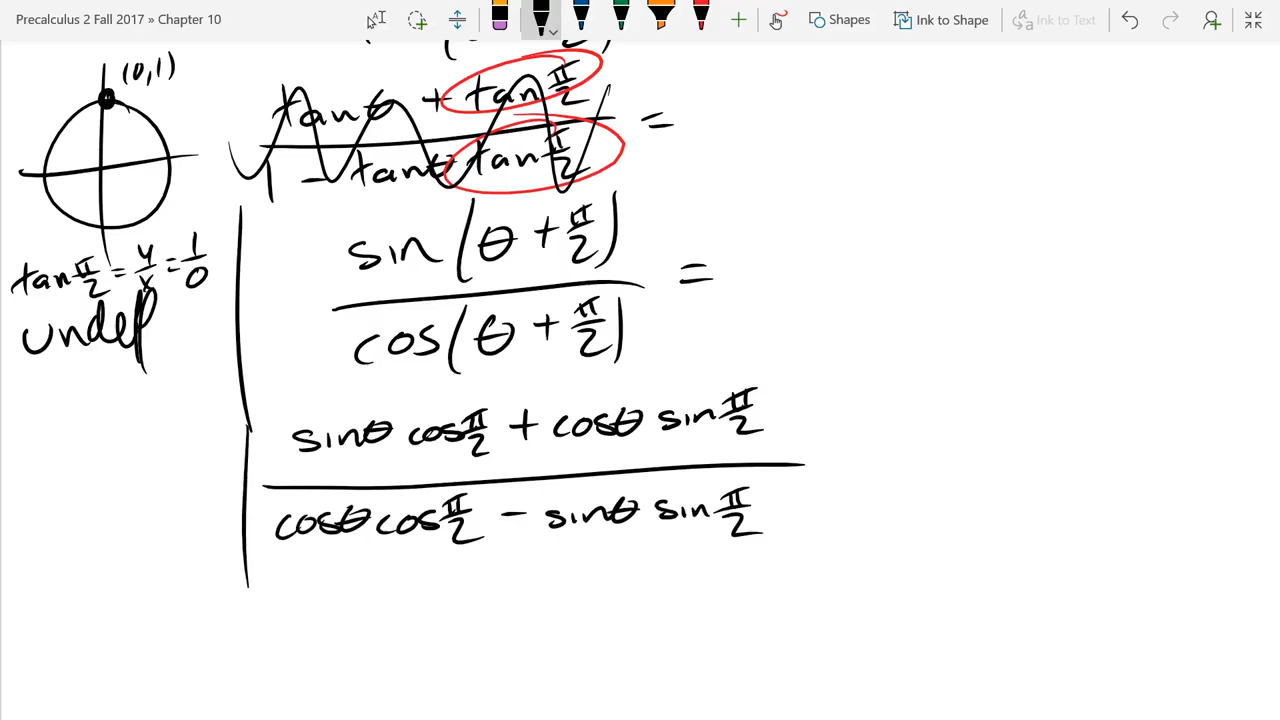 Precalculus 2 Fall 2017 » Chapter 10
Shapes
Ink to Shape
Ink to Text
(0,1)
tan π/2 = y/x = 1/0
undef
tanθ + tan π/2
1 - tanθ tan π/2
=
sin(θ + π/2)
cos(θ + π/2)
=
sinθ cos π/2 + cosθ sin π/2
cosθ cos π/2 - sinθ sin π/2